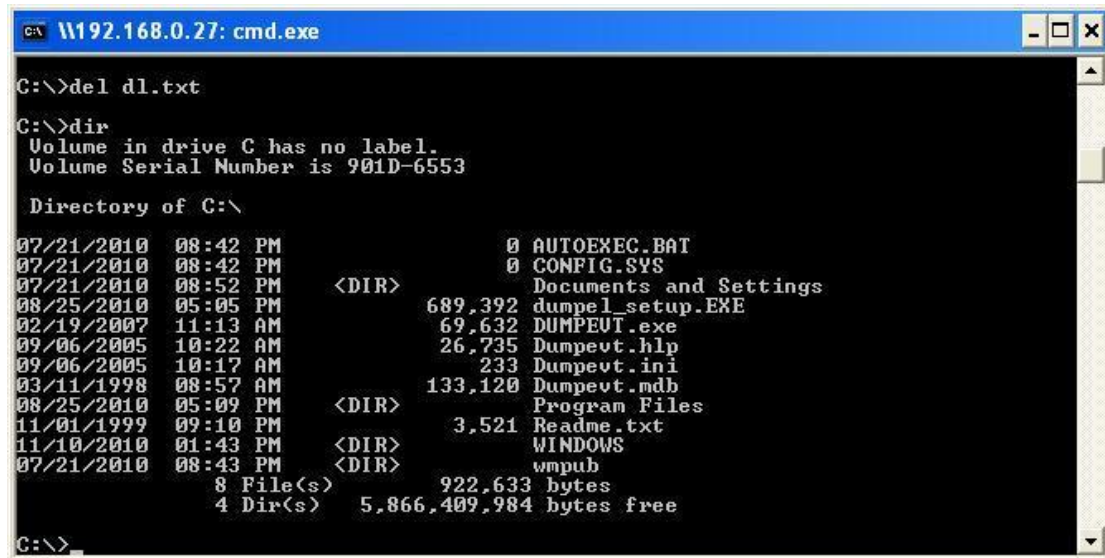 \\192.168.0.27: cmd.exe
C:\>del dl.txt
C:\>dir
Volume in drive C has no label.
Volume Serial Number is 901D-6553
Directory of C:\
07/21/2010 08:42 PM 0 AUTOEXEC.BAT
07/21/2010 08:42 PM 0 CONFIG.SYS
07/21/2010 08:52 PM <DIR> Documents and Settings
08/25/2010 05:05 PM 689,392 dumpel_setup.EXE
02/19/2007 11:13 AM 69,632 DUMPEVT.exe
09/06/2005 10:22 AM 26,735 Dumpevt.hlp
09/06/2005 10:17 AM 233 Dumpevt.ini
03/11/1998 08:57 AM 133,120 Dumpevt.mdb
08/25/2010 05:09 PM <DIR> Program Files
11/01/1999 09:10 PM 3,521 Readme.txt
11/10/2010 01:43 PM <DIR> WINDOWS
07/21/2010 08:43 PM <DIR> wmpub
8 File(s) 922,633 bytes
4 Dir(s) 5,866,409,984 bytes free
C:\>_